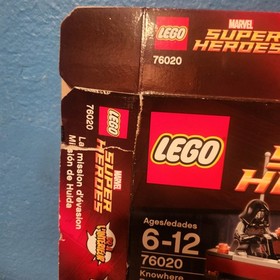 LEGO
MARVEL
SUPER
HEROES
76020
LEGO
76020
MARVEL
SUPER
HEROES
La mission d'évasion
Misión de Huida
LEGO
Ages/edades
6-12
76020
Knowhere